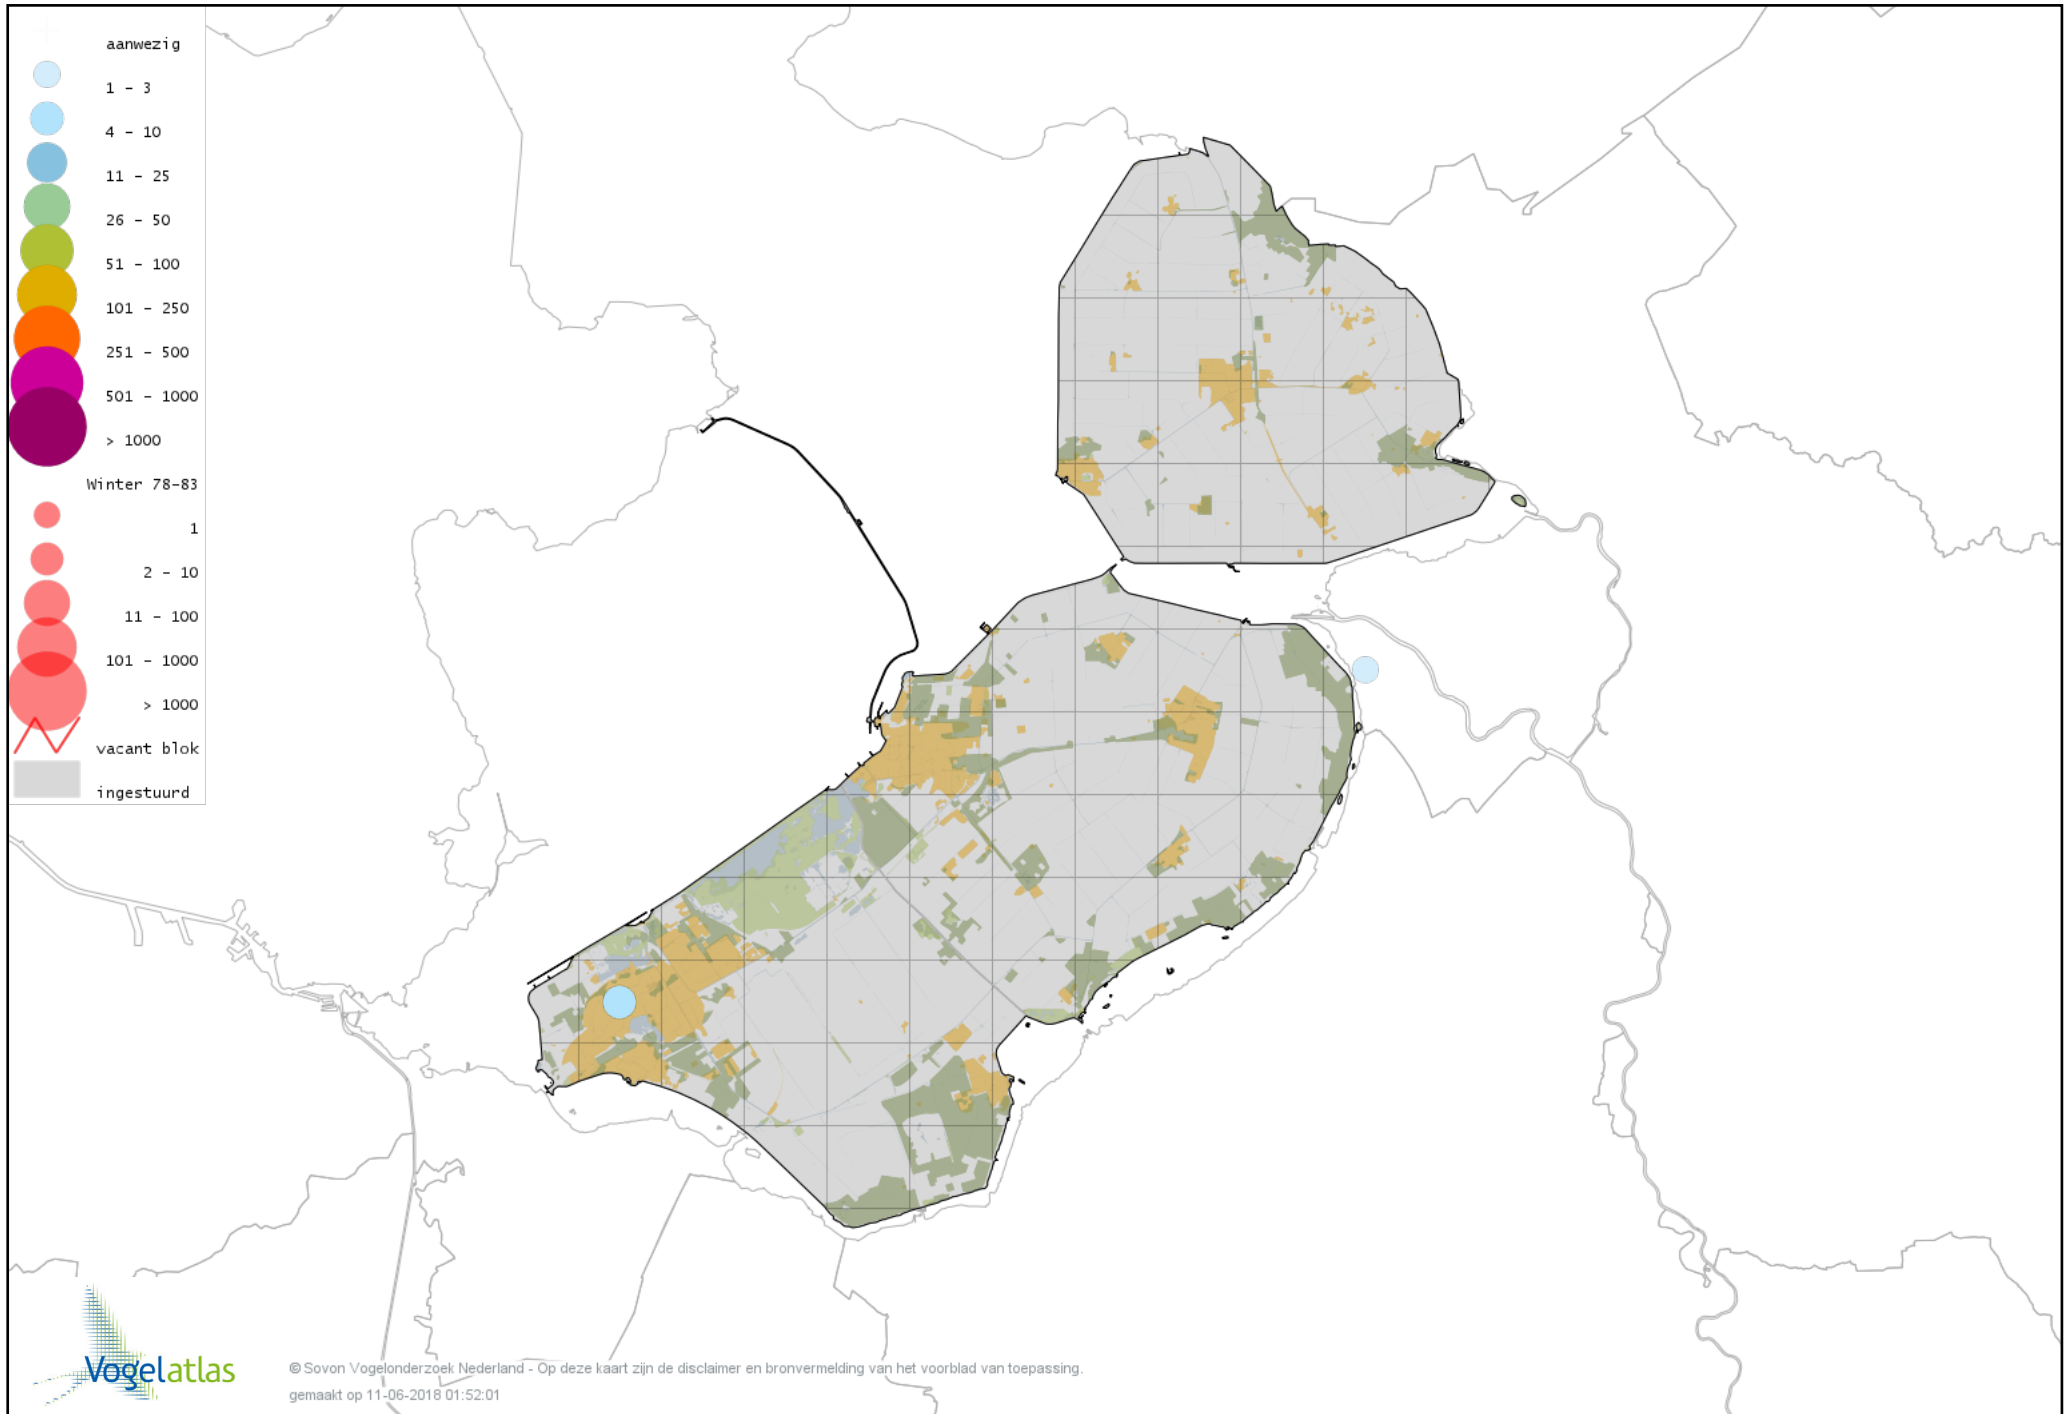 aanwezig
1 - 3
4 - 10
11 - 25
26 - 50
51 - 100
101 - 250
251 - 500
501 - 1000
> 1000
Winter 78-83
1
2 - 10
11 - 100
101 - 1000
> 1000
vacant blok
ingestuurd
Vogelatlas
© Sovon Vogelonderzoek Nederland - Op deze kaart zijn de disclaimer en bronvermelding van het voorblad van toepassing.
gemaakt op 11-06-2018 01:52:01